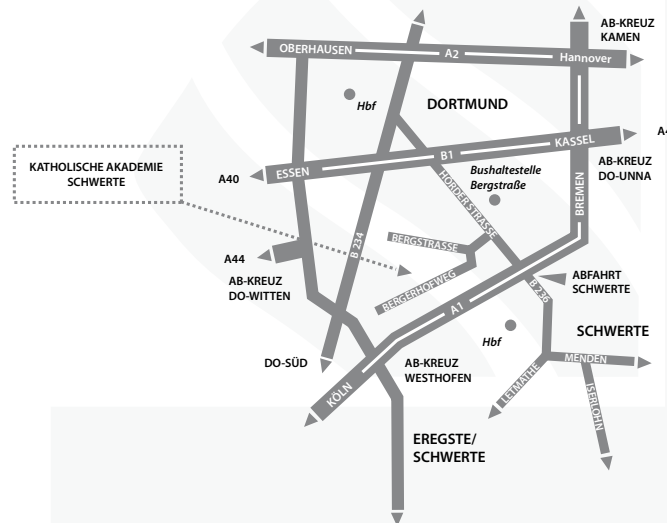 AB-KREUZ
KAMEN
OBERHAUSEN
A2
Hannover
Hbf
DORTMUND
KATHOLISCHE AKADEMIE
SCHWERTE
A40
ESSEN
B1
KASSEL
AB-KREUZ
DO-UNNA
Bushaltestelle
Bergstraße
HÖRDER STRASSE
BREMEN
B 234
BERGSTRASSE
A44
AB-KREUZ
DO-WITTEN
BERGERHOFWEG
A1
B 236
ABFAHRT
SCHWERTE
Hbf
SCHWERTE
DO-SÜD
AB-KREUZ
WESTHOFEN
MENDEN
LETMATHE
ISERLOHN
KÖLN
EREGSTE/
SCHWERTE